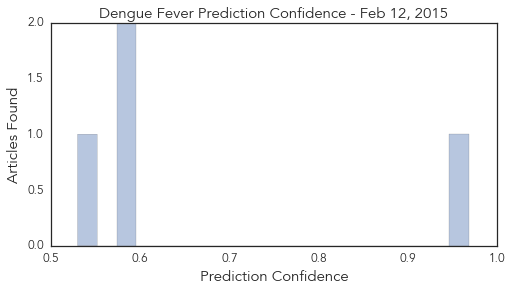 Dengue Fever Prediction Confidence - Feb 12, 2015
Articles Found
2.0
1.5
1.0
0.5
0.0
0.5 0.6 0.7 0.8 0.9 1.0
Prediction Confidence